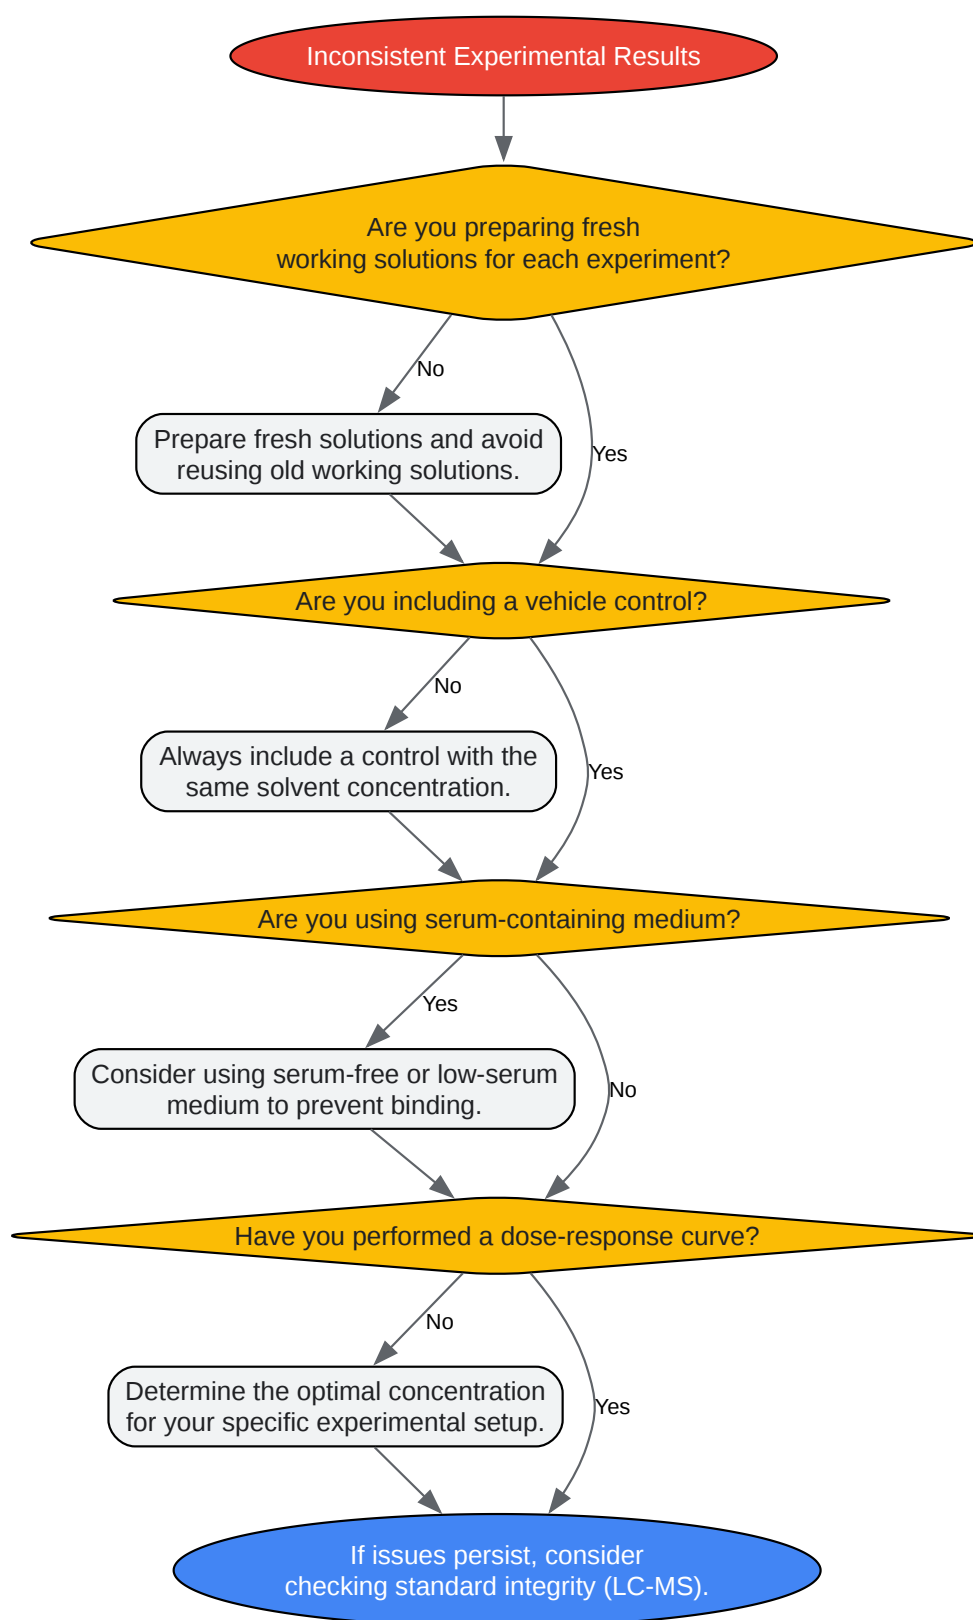 Inconsistent Experimental Results
Are you preparing fresh
working solutions for each experiment?
No
Prepare fresh solutions and avoid
reusing old working solutions.
Yes
Are you including a vehicle control?
No
Always include a control with the
same solvent concentration.
Yes
Are you using serum-containing medium?
Yes
Consider using serum-free or low-serum
medium to prevent binding.
No
Have you performed a dose-response curve?
No
Determine the optimal concentration
for your specific experimental setup.
Yes
If issues persist, consider
checking standard integrity (LC-MS).